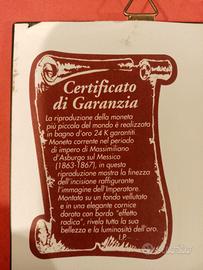 Certificato
di Garanzia
La riproduzione della moneta
più piccola del mondo è realizzata
in bagno d'oro 24 K garantiti.
Moneta corrente nel periodo
di impero di Massimiliano
d'Asburgo sul Messico
(1863-1867), in questa
riproduzione mostra la finezza
dell'incisione raffigurante
l'immagine dell'Imperatore.
Montata su un fondo vellutato
e in una elegante cornice
dorata con bordo "effetto
radica", rivela tutta la sua
bellezza e la luminosità dell'oro.
I.P.
subito